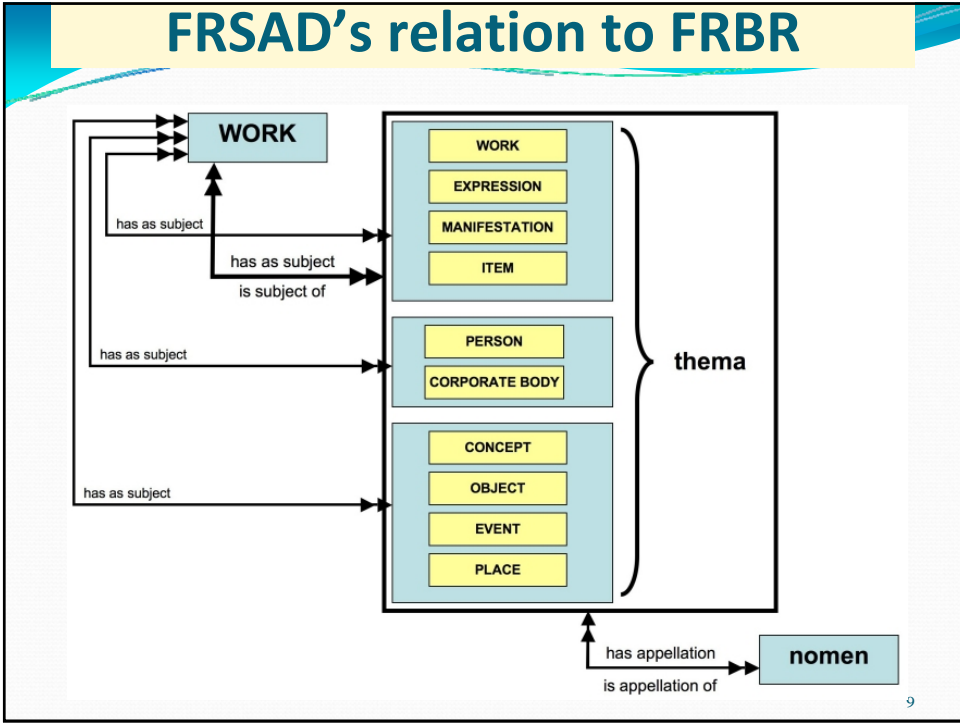 FRSAD's relation to FRBR
WORK
has as subject
has as subject
is subject of
has as subject
has as subject
WORK
EXPRESSION
MANIFESTATION
ITEM
PERSON
CORPORATE BODY
CONCEPT
OBJECT
EVENT
PLACE
thema
has appellation
is appellation of
nomen
9